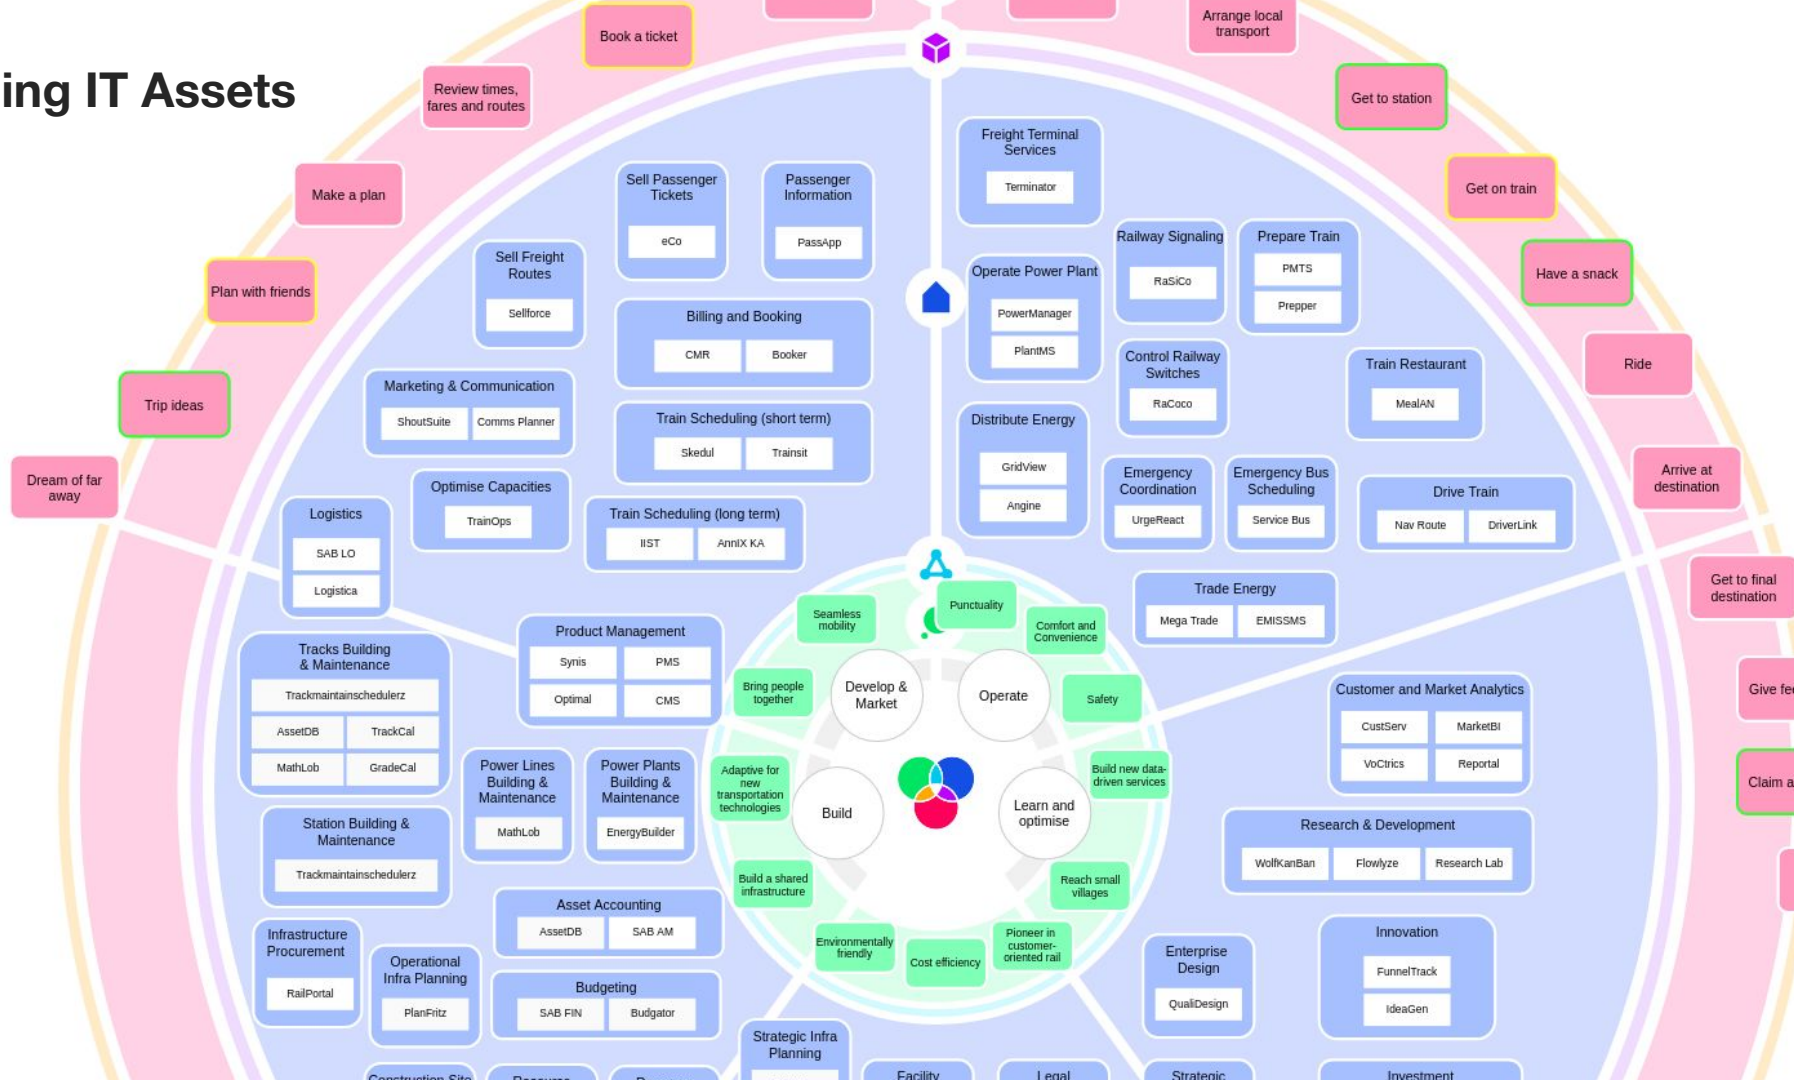 ing IT Assets
Book a ticket
Arrange local
transport
Review times,
fares and routes
Get to station
Make a plan
Get on train
Plan with friends
Have a snack
Trip ideas
Ride
Dream of far
away
Arrive at
destination
Get to final
destination
Give fe
Claim a
Sell Passenger
Tickets
eCo
Passenger
Information
PassApp
Sell Freight
Routes
Sellforce
Billing and Booking
CMR
Booker
Marketing & Communication
ShoutSuite
Comms Planner
Train Scheduling (short term)
Skedul
Trainsit
Optimise Capacities
TrainOps
Train Scheduling (long term)
IIST
AnnIX KA
Logistics
SAB LO
Logistica
Product Management
Synis
PMS
Optimal
CMS
Freight Terminal
Services
Terminator
Railway Signaling
RaSiCo
Prepare Train
PMTS
Prepper
Operate Power Plant
PowerManager
PlantMS
Control Railway
Switches
RaCoco
Train Restaurant
MealAN
Distribute Energy
GridView
Angine
Emergency
Coordination
UrgeReact
Emergency Bus
Scheduling
Service Bus
Drive Train
Nav Route
DriverLink
Trade Energy
Mega Trade
EMISSMS
Tracks Building
& Maintenance
Trackmaintainschedulerz
AssetDB
TrackCal
MathLob
GradeCal
Power Lines
Building &
Maintenance
MathLob
Power Plants
Building &
Maintenance
EnergyBuilder
Station Building &
Maintenance
Trackmaintainschedulerz
Asset Accounting
AssetDB
SAB AM
Infrastructure
Procurement
RailPortal
Operational
Infra Planning
PlanFritz
Budgeting
SAB FIN
Budgator
Strategic Infra
Planning
Seamless
mobility
Punctuality
Comfort and
Convenience
Bring people
together
Safety
Adaptive for
new
transportation
technologies
Build new data-
driven services
Build a shared
infrastructure
Reach small
villages
Environmentally
friendly
Cost efficiency
Pioneer in
customer-
oriented rail
Develop &
Market
Operate
Build
Learn and
optimise
Customer and Market Analytics
CustServ
MarketBI
VoCtrics
Reportal
Research & Development
WolfKanBan
Flowlyze
Research Lab
Enterprise
Design
QualiDesign
Innovation
FunnelTrack
IdeaGen
Construction Site
Resource
Facility
Legal
Strategic
Investment